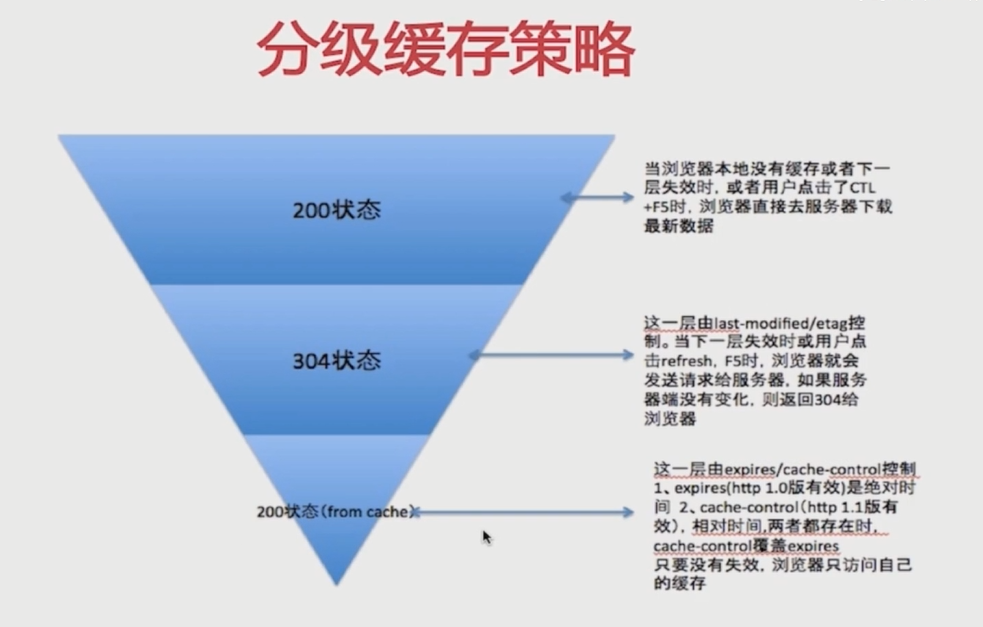 分级缓存策略
200状态
当浏览器本地没有缓存或者下一
层失效时，或者用户点击了CTL
+F5时，浏览器直接去服务器下载
最新数据
304状态
这一层由last-modified/etag控
制。当下一层失效时或用户点
击refresh，F5时，浏览器就会
发送请求给服务器，如果服务
器端没有变化，则返回304给
浏览器
200状态（from cache）
这一层由expires/cache-control控制
1、expires(http 1.0版有效)是绝对时
间 2、cache-control（http 1.1版有
效），相对时间,两者都存在时，
cache-control覆盖expires
只要没有失效，浏览器只访问自己
的缓存